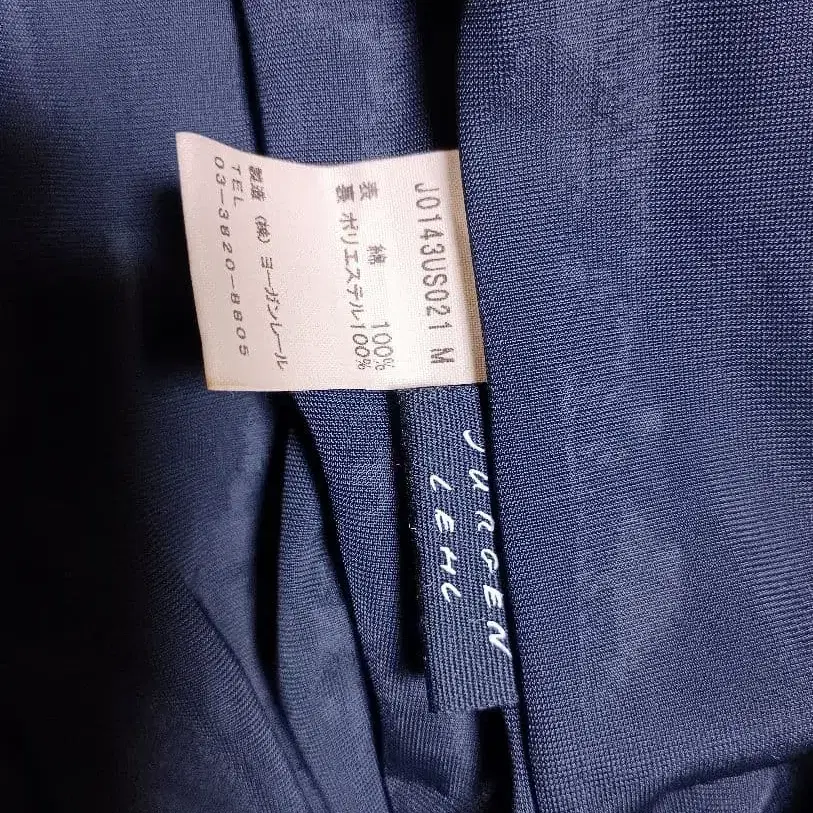 J0143US021 M
表 綿 100%
裏 ポリエステル100%
製造 (株) ヨーガンレール
TEL
03-3820-8805
JURGEN
LEHL